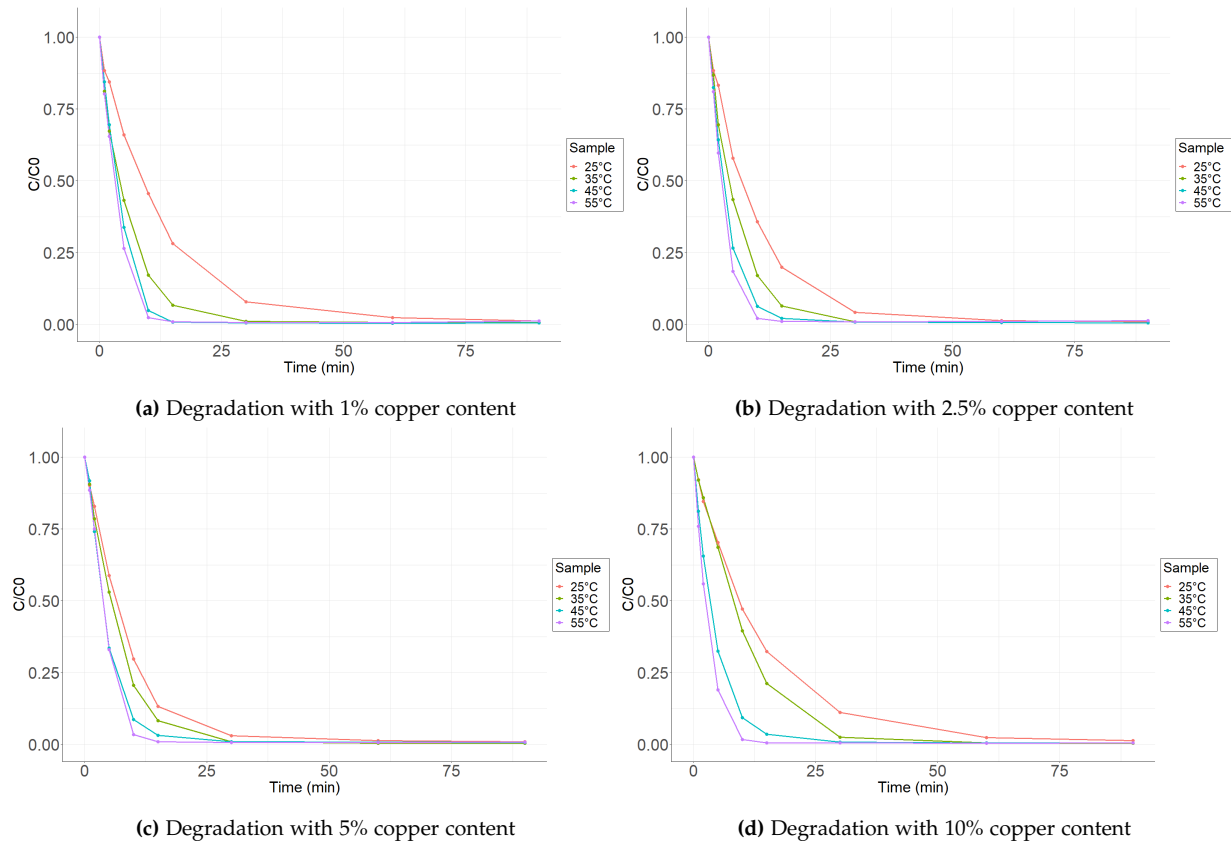 1.00
0.75
0.50
0.25
0.00
C/C0
0
25
50
75
Time (min)
Sample
25°C
35°C
45°C
55°C
(a) Degradation with 1% copper content
1.00
0.75
0.50
0.25
0.00
C/C0
0
25
50
75
Time (min)
Sample
25°C
35°C
45°C
55°C
(b) Degradation with 2.5% copper content
1.00
0.75
0.50
0.25
0.00
C/C0
0
25
50
75
Time (min)
Sample
25°C
35°C
45°C
55°C
(c) Degradation with 5% copper content
1.00
0.75
0.50
0.25
0.00
C/C0
0
25
50
75
Time (min)
Sample
25°C
35°C
45°C
55°C
(d) Degradation with 10% copper content